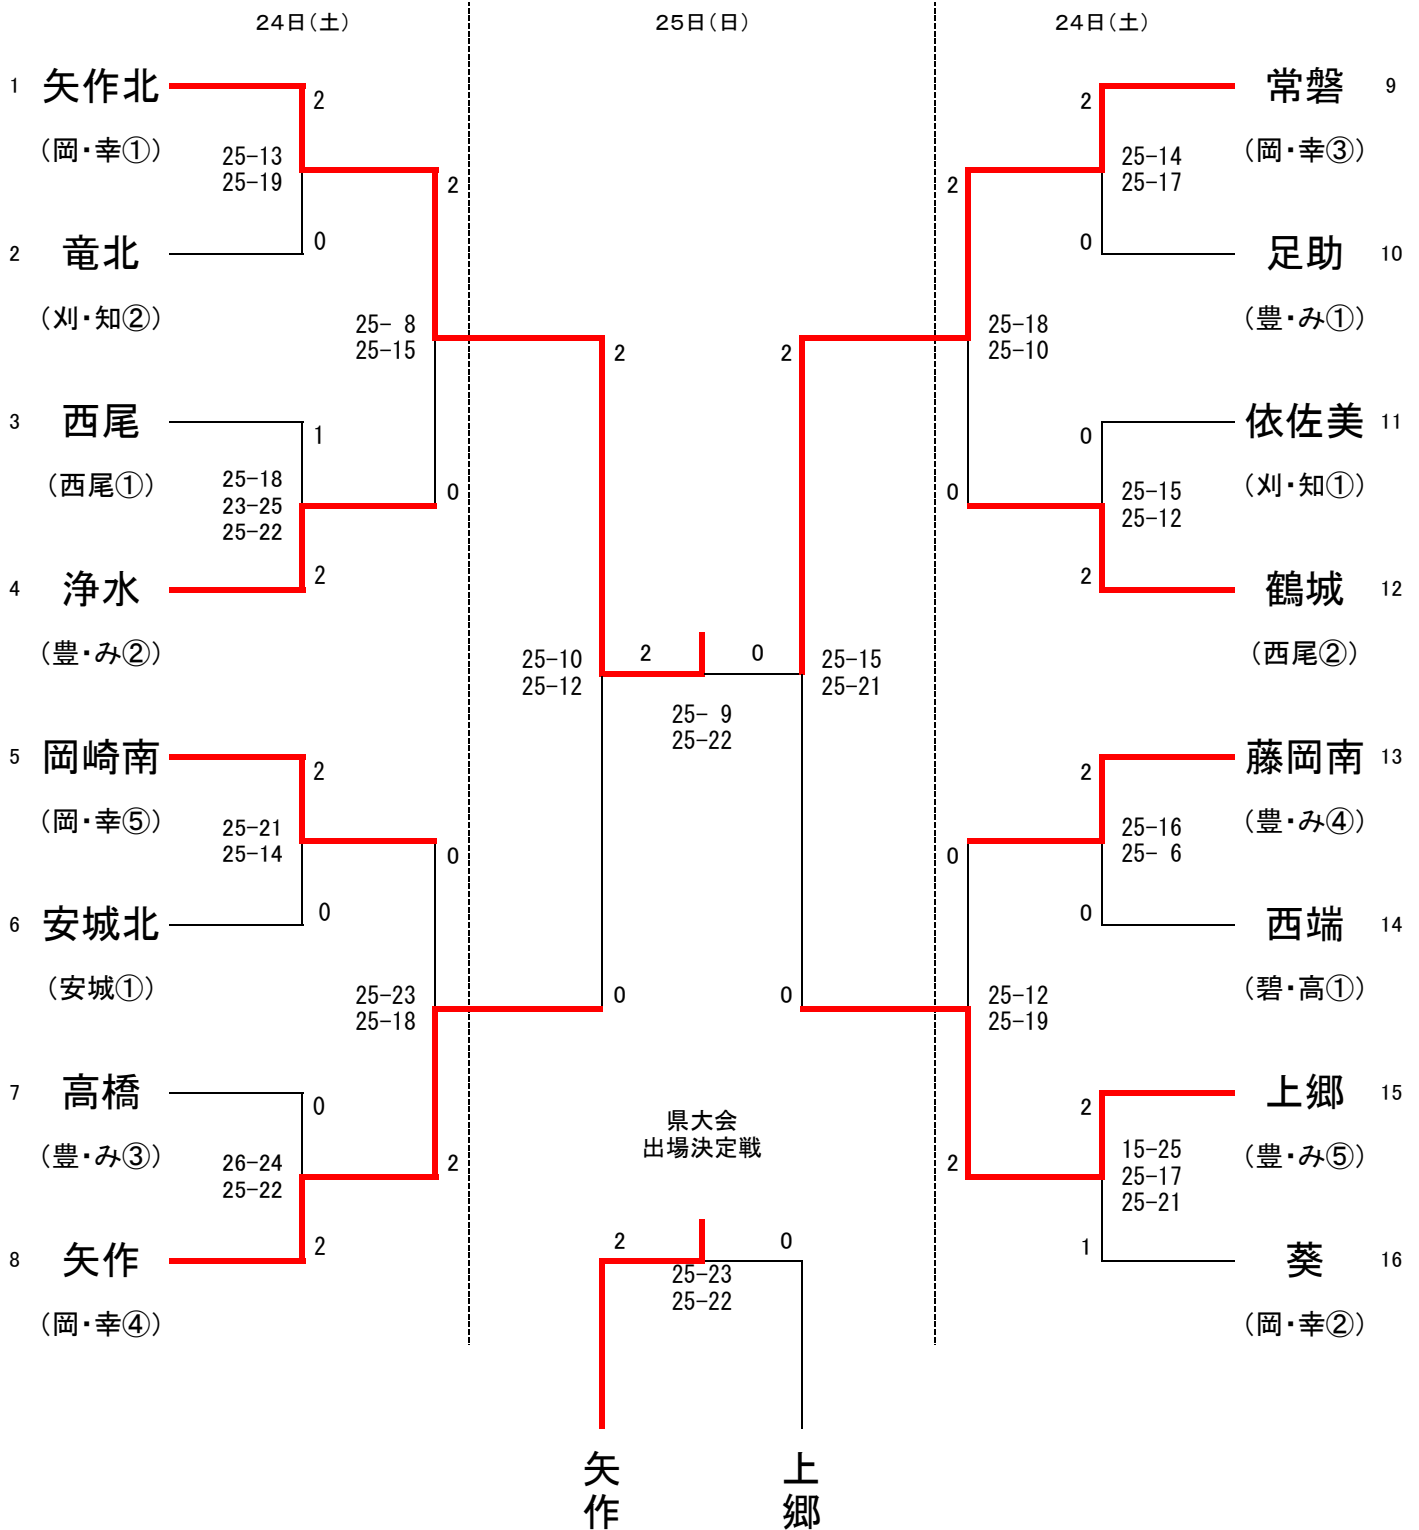 24日(土)
25日(日)
24日(土)
1 矢作北
(岡・幸①)
2
25-13
25-19
2
0
2 竜北
(刈・知②)
25- 8
25-15
2
3 西尾
(西尾①)
1
25-18
23-25
25-22
0
2
4 浄水
(豊・み②)
25-10
25-12
5 岡崎南
(岡・幸⑤)
2
25-21
25-14
0
0
6 安城北
(安城①)
25-23
25-18
0
7 高橋
(豊・み③)
0
26-24
25-22
2
2
8 矢作
(岡・幸④)
2
0
25- 9
25-22
常磐 9
(岡・幸③)
2
25-14
25-17
2
0
足助 10
(豊・み①)
25-18
25-10
2
依佐美 11
(刈・知①)
0
25-15
25-12
0
2
鶴城 12
(西尾②)
25-15
25-21
藤岡南 13
(豊・み④)
2
25-16
25- 6
0
0
西端 14
(碧・高①)
25-12
25-19
0
上郷 15
(豊・み⑤)
2
15-25
25-17
25-21
2
1
葵 16
(岡・幸②)
県大会
出場決定戦
2
0
25-23
25-22
矢作
上郷